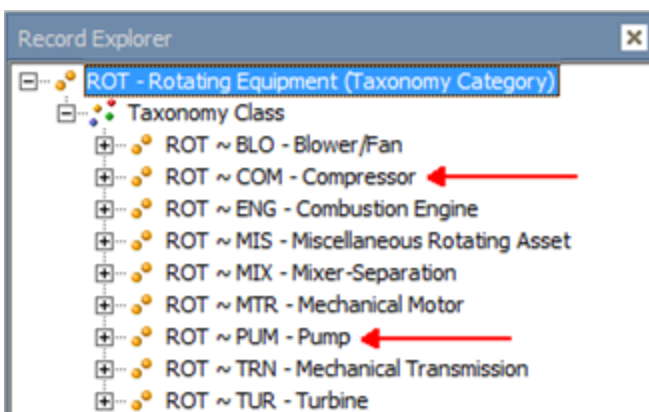 Record Explorer
ROT - Rotating Equipment (Taxonomy Category)
Taxonomy Class
ROT ~ BLO - Blower/Fan
ROT ~ COM - Compressor
ROT ~ ENG - Combustion Engine
ROT ~ MIS - Miscellaneous Rotating Asset
ROT ~ MIX - Mixer-Separation
ROT ~ MTR - Mechanical Motor
ROT ~ PUM - Pump
ROT ~ TRN - Mechanical Transmission
ROT ~ TUR - Turbine